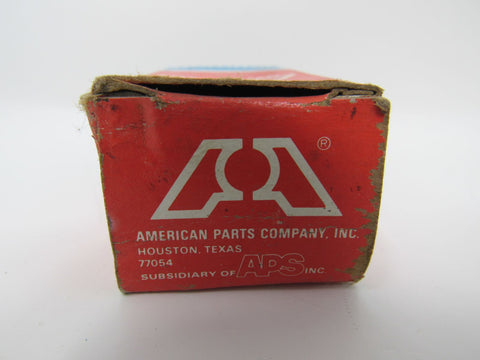 ®
AMERICAN PARTS COMPANY, INC.
HOUSTON, TEXAS
77054
SUBSIDIARY OF APS INC.